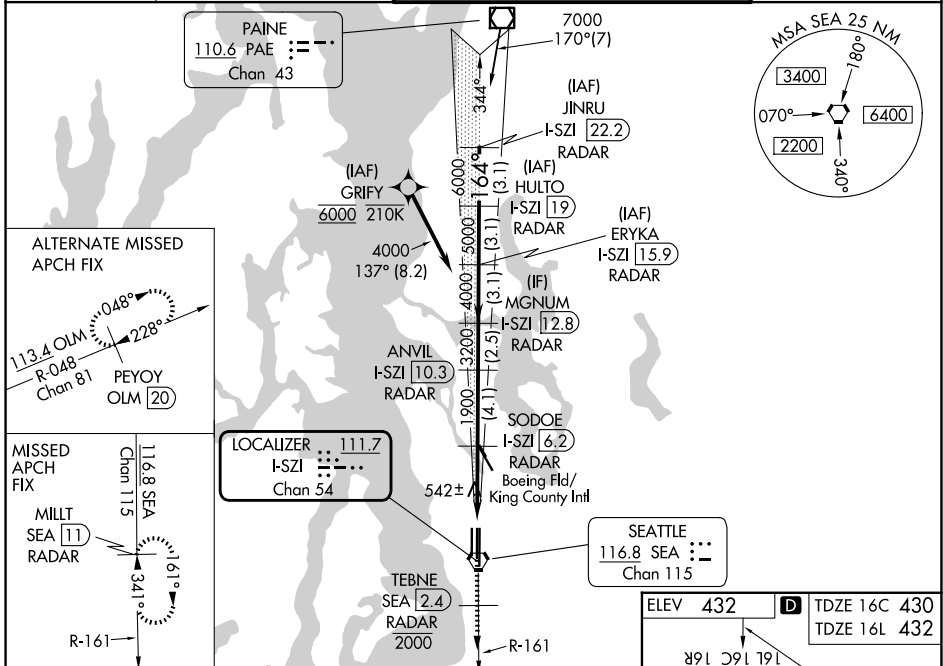 PAINE
110.6 PAE
Chan 43
7000
170°(7)
344°
(IAF)
JINRU
I-SZI 22.2
RADAR
6000
164°
(3.1)
(IAF)
HULTO
I-SZI 19
RADAR
(IAF)
GRIFY
6000 210K
4000
137° (8.2)
5000
(3.1)
(IAF)
ERYKA
I-SZI 15.9
RADAR
4000
(3.1)
(IF)
MGNUM
I-SZI 12.8
RADAR
3200
(2.5)
ANVIL
I-SZI 10.3
RADAR
1900
(4.1)
SODOE
I-SZI 6.2
RADAR
Boeing Fld/
King County Intl
542±
LOCALIZER 111.7
I-SZI
Chan 54
SEATTLE
116.8 SEA
Chan 115
TEBNE
SEA 2.4
RADAR
2000
R-161
MSA SEA 25 NM
180°
3400
070°
6400
2200
340°
ALTERNATE MISSED
APCH FIX
048°
228°
113.4 OLM
R-048
Chan 81
PEYOY
OLM 20
MISSED
APCH
FIX
116.8 SEA
Chan 115
MILLT
SEA 11
RADAR
161°
341°
R-161
ELEV 432
D
TDZE 16C 430
TDZE 16L 432
16L 16C 16R